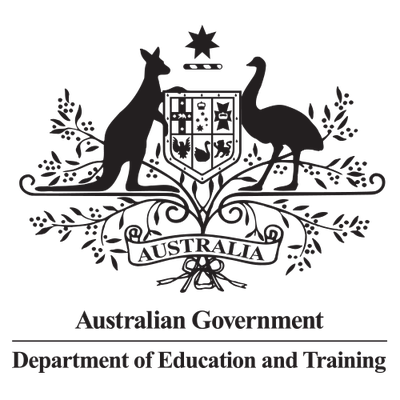 AUSTRALIA
Australian Government
Department of Education and Training